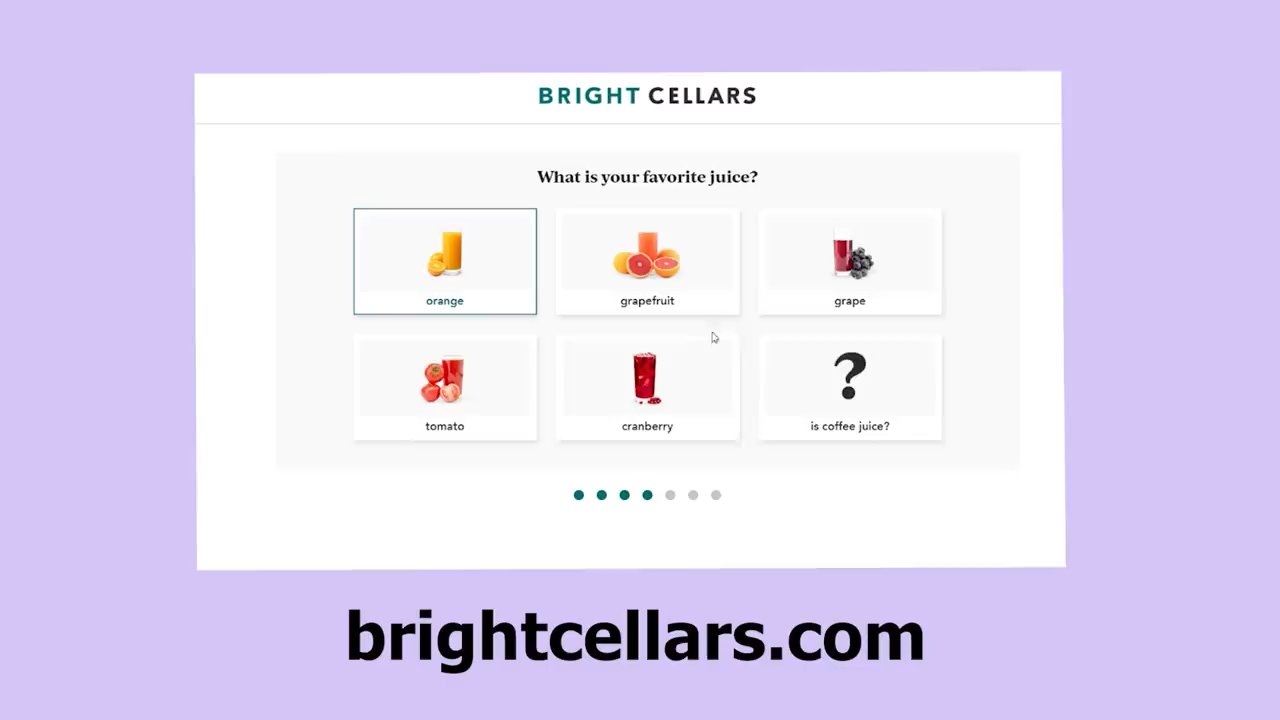 BRIGHT CELLARS
What is your favorite juice?
orange
grapefruit
grape
tomato
cranberry
?
is coffee juice?
brightcellars.com